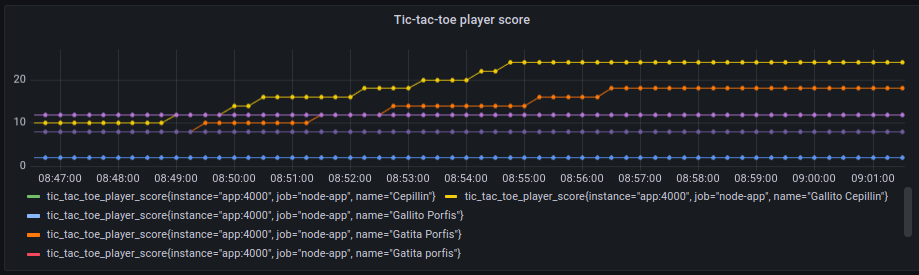 Tic-tac-toe player score
20
10
0
08:47:00 08:48:00 08:49:00 08:50:00 08:51:00 08:52:00 08:53:00 08:54:00 08:55:00 08:56:00 08:57:00 08:58:00 08:59:00 09:00:00 09:01:00
tic_tac_toe_player_score{instance="app:4000", job="node-app", name="Cepillin"} tic_tac_toe_player_score{instance="app:4000", job="node-app", name="Gallito Cepillin"}
tic_tac_toe_player_score{instance="app:4000", job="node-app", name="Gallito Porfis"}
tic_tac_toe_player_score{instance="app:4000", job="node-app", name="Gatita Porfis"}
tic_tac_toe_player_score{instance="app:4000", job="node-app", name="Gatita porfis"}